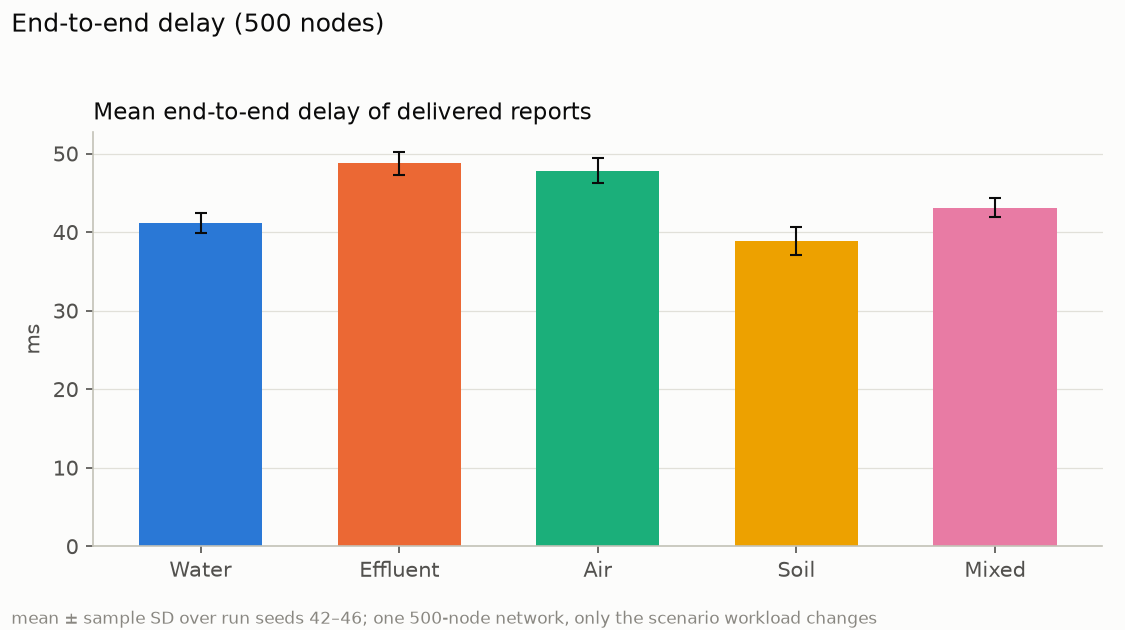 End-to-end delay (500 nodes)
Mean end-to-end delay of delivered reports
50
40
30
20
10
0
ms
Water
Effluent
Air
Soil
Mixed
mean ± sample SD over run seeds 42–46; one 500-node network, only the scenario workload changes